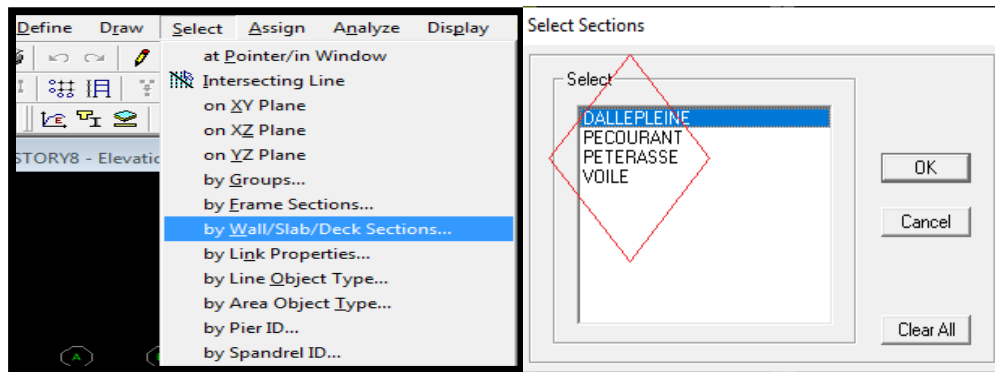 Define Draw Select Assign Analyze Display
at Pointer/in Window
Intersecting Line
on XY Plane
on XZ Plane
on YZ Plane
by Groups...
by Frame Sections...
by Wall/Slab/Deck Sections...
by Link Properties...
by Line Object Type...
by Area Object Type...
by Pier ID...
by Spandrel ID...
STORY8 - Elevatio
A
Select Sections
Select
DALLEPLEINE
PECOURANT
PETERASSE
VOILE
OK
Cancel
Clear All